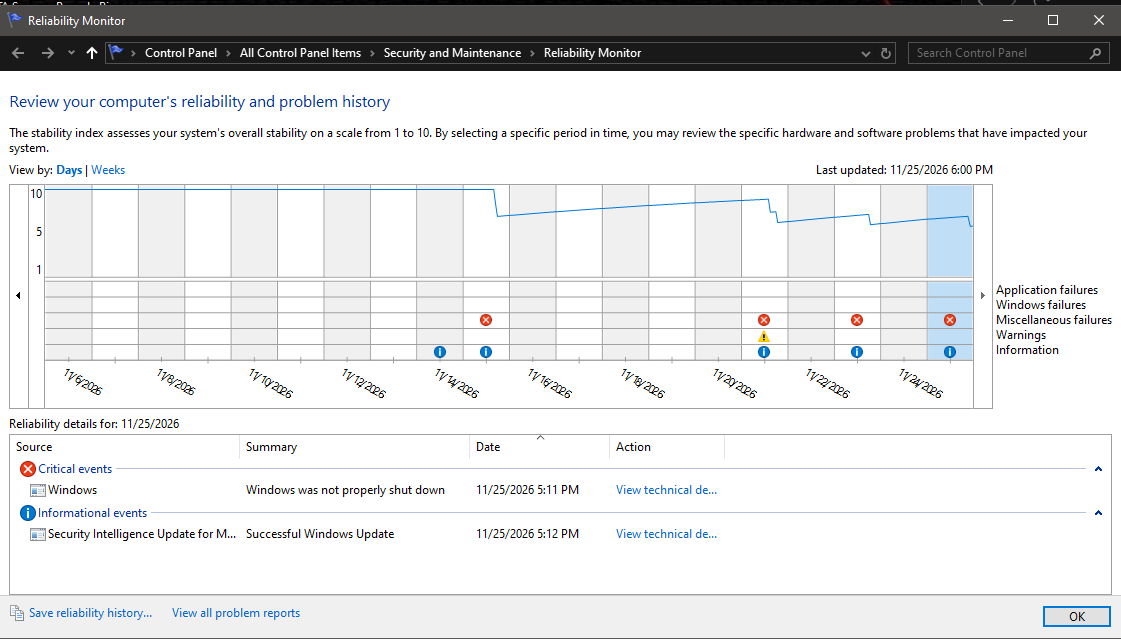 Reliability Monitor
Control Panel > All Control Panel Items > Security and Maintenance > Reliability Monitor
Search Control Panel
Review your computer's reliability and problem history
The stability index assesses your system's overall stability on a scale from 1 to 10. By selecting a specific period in time, you may review the specific hardware and software problems that have impacted your
system.
View by: Days | Weeks
Last updated: 11/25/2026 6:00 PM
10
5
1
Application failures
Windows failures
Miscellaneous failures
Warnings
Information
11/6/2026
11/8/2026
11/10/2026
11/12/2026
11/14/2026
11/16/2026
11/18/2026
11/20/2026
11/22/2026
11/24/2026
Reliability details for: 11/25/2026
Source Summary Date Action
Critical events
Windows Windows was not properly shut down 11/25/2026 5:11 PM View technical de...
Informational events
Security Intelligence Update for M... Successful Windows Update 11/25/2026 5:12 PM View technical de...
Save reliability history... View all problem reports
OK